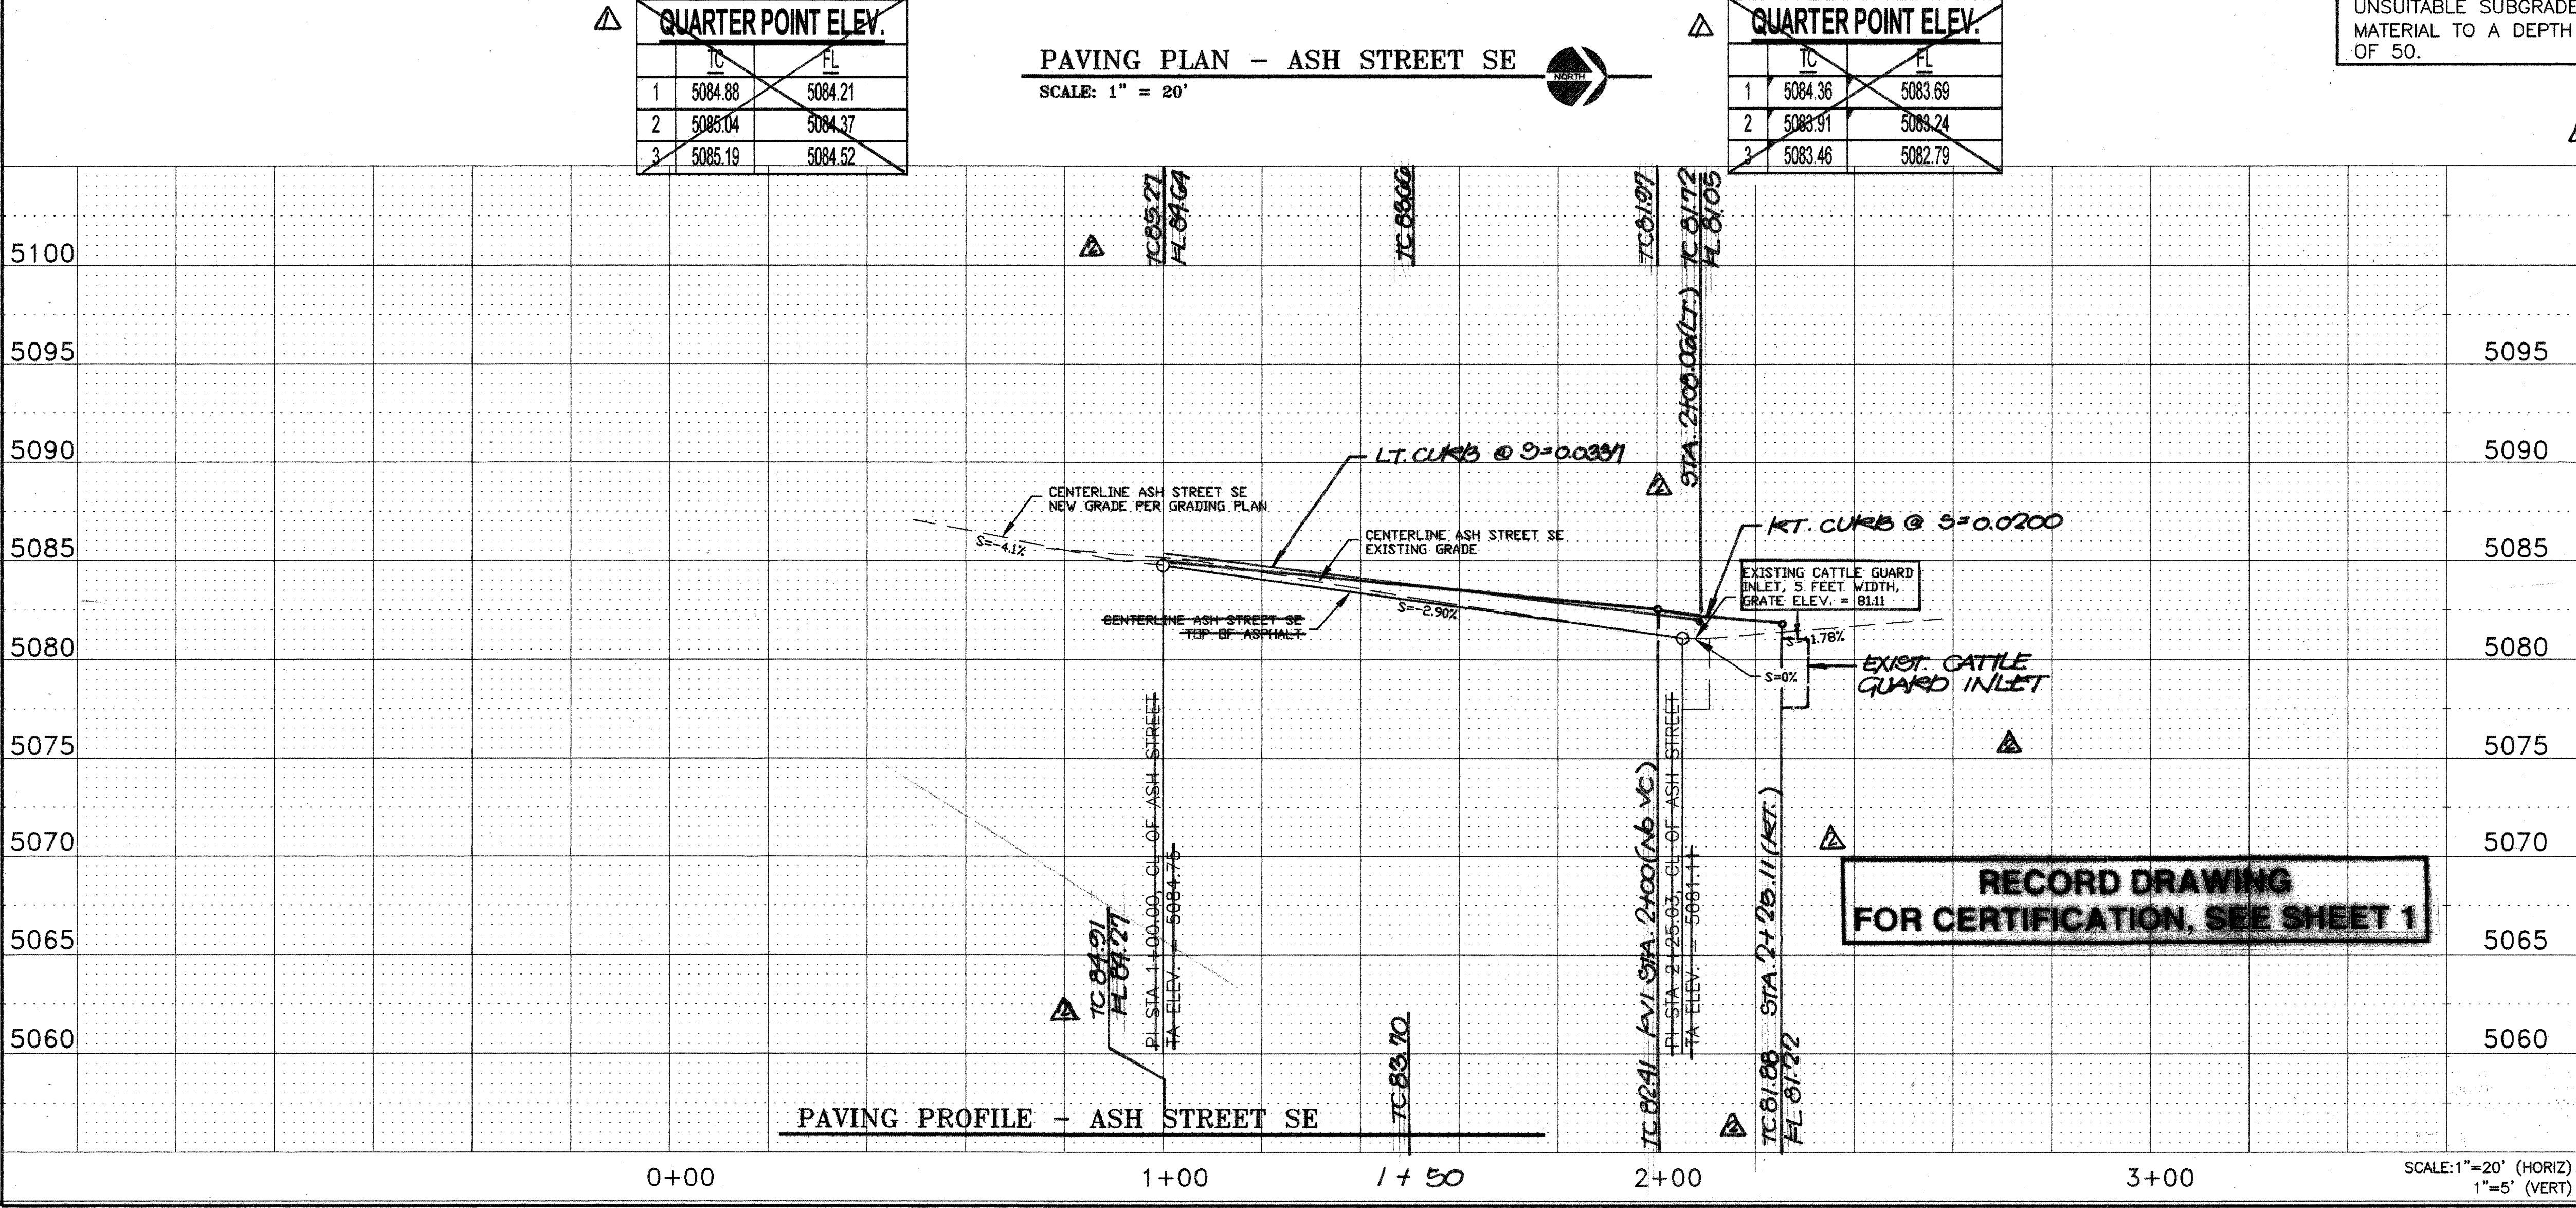 UNSUITABLE SUBGRADE
MATERIAL TO A DEPTH
OF 50.
1
QUARTER POINT ELEV.
TC FL
1 5084.88 5084.21
2 5085.04 5084.37
3 5085.19 5084.52
PAVING PLAN - ASH STREET SE
SCALE: 1" = 20'
NORTH
1
QUARTER POINT ELEV.
TC FL
1 5084.36 5083.69
2 5083.91 5083.24
3 5083.46 5082.79
TC 85.27
FL 84.64
2
TC 83.66
TC 81.97
TC 81.72
FL 81.05
STA. 2+08.06 (LT.)
5100
5095
5090
5085
5080
5075
5070
5065
5060
5095
5090
5085
5080
5075
5070
5065
5060
LT. CURB @ S=0.0337
2
CENTERLINE ASH STREET SE
NEW GRADE PER GRADING PLAN
S=-4.1%
CENTERLINE ASH STREET SE
EXISTING GRADE
RT. CURB @ S=0.0200
EXISTING CATTLE GUARD
INLET, 5 FEET WIDTH,
GRATE ELEV. = 81.11
CENTERLINE ASH STREET SE
TOP OF ASPHALT
S=-2.90%
1.78%
S=0%
EXIST. CATTLE
GUARD INLET
2
2
PI STA 1+00.00, CL OF ASH STREET
TA ELEV. = 5084.75
TC 84.91
FL 84.27
2
TC 83.70
TC 82.41 PVI STA. 2+00 (NO VC)
PI STA 2+25.03, CL OF ASH STREET
TA ELEV. = 5081.11
TC 81.88 STA. 2+25.11 (RT.)
FL 81.22
2
RECORD DRAWING
FOR CERTIFICATION, SEE SHEET 1
PAVING PROFILE - ASH STREET SE
0+00 1+00 1+50 2+00 3+00
SCALE:1"=20' (HORIZ)
1"=5' (VERT)